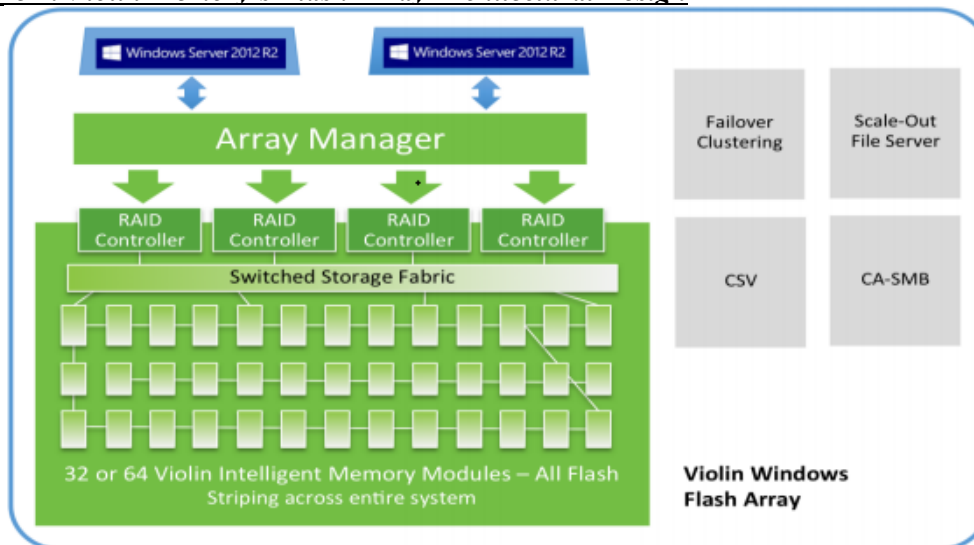 Windows Server 2012 R2
Windows Server 2012 R2
Array Manager
RAID
Controller
RAID
Controller
RAID
Controller
RAID
Controller
Switched Storage Fabric
32 or 64 Violin Intelligent Memory Modules – All Flash
Striping across entire system
Failover
Clustering
Scale-Out
File Server
CSV
CA-SMB
Violin Windows
Flash Array